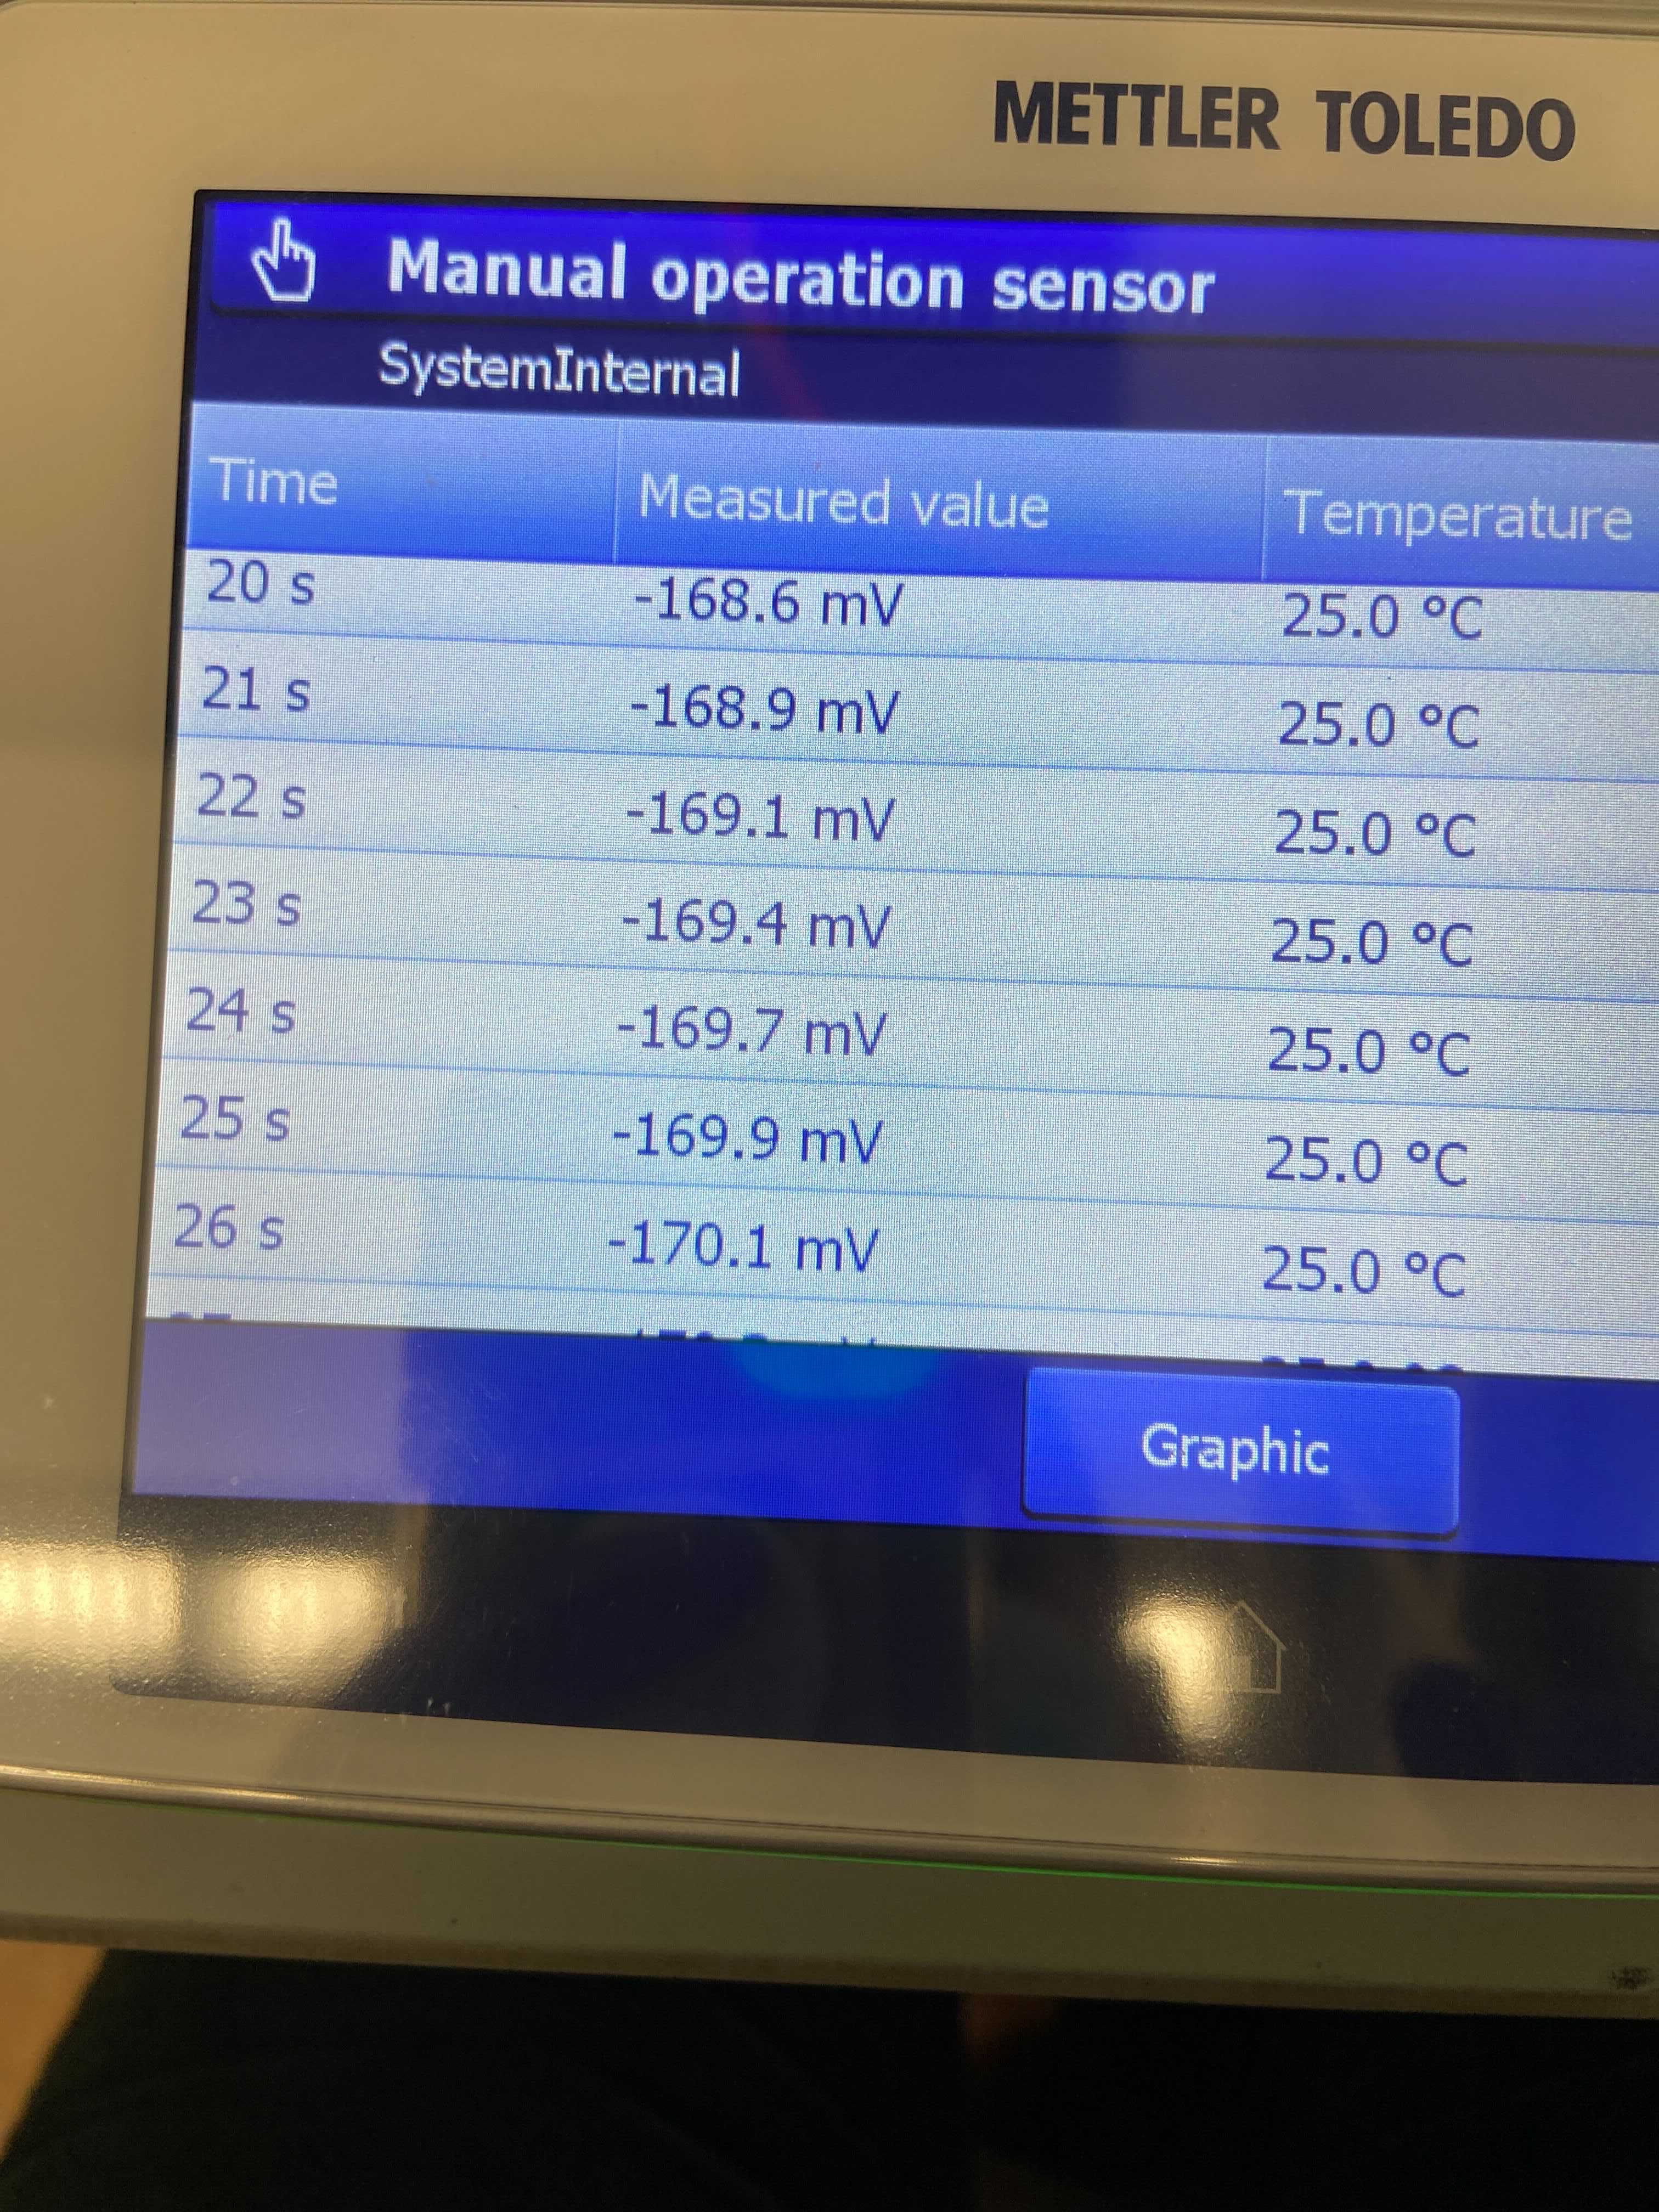 METTLER TOLEDO
Manual operation sensor
SystemInternal
Time Measured value Temperature
20 s -168.6 mV 25.0 °C
21 s -168.9 mV 25.0 °C
22 s -169.1 mV 25.0 °C
23 s -169.4 mV 25.0 °C
24 s -169.7 mV 25.0 °C
25 s -169.9 mV 25.0 °C
26 s -170.1 mV 25.0 °C
Graphic